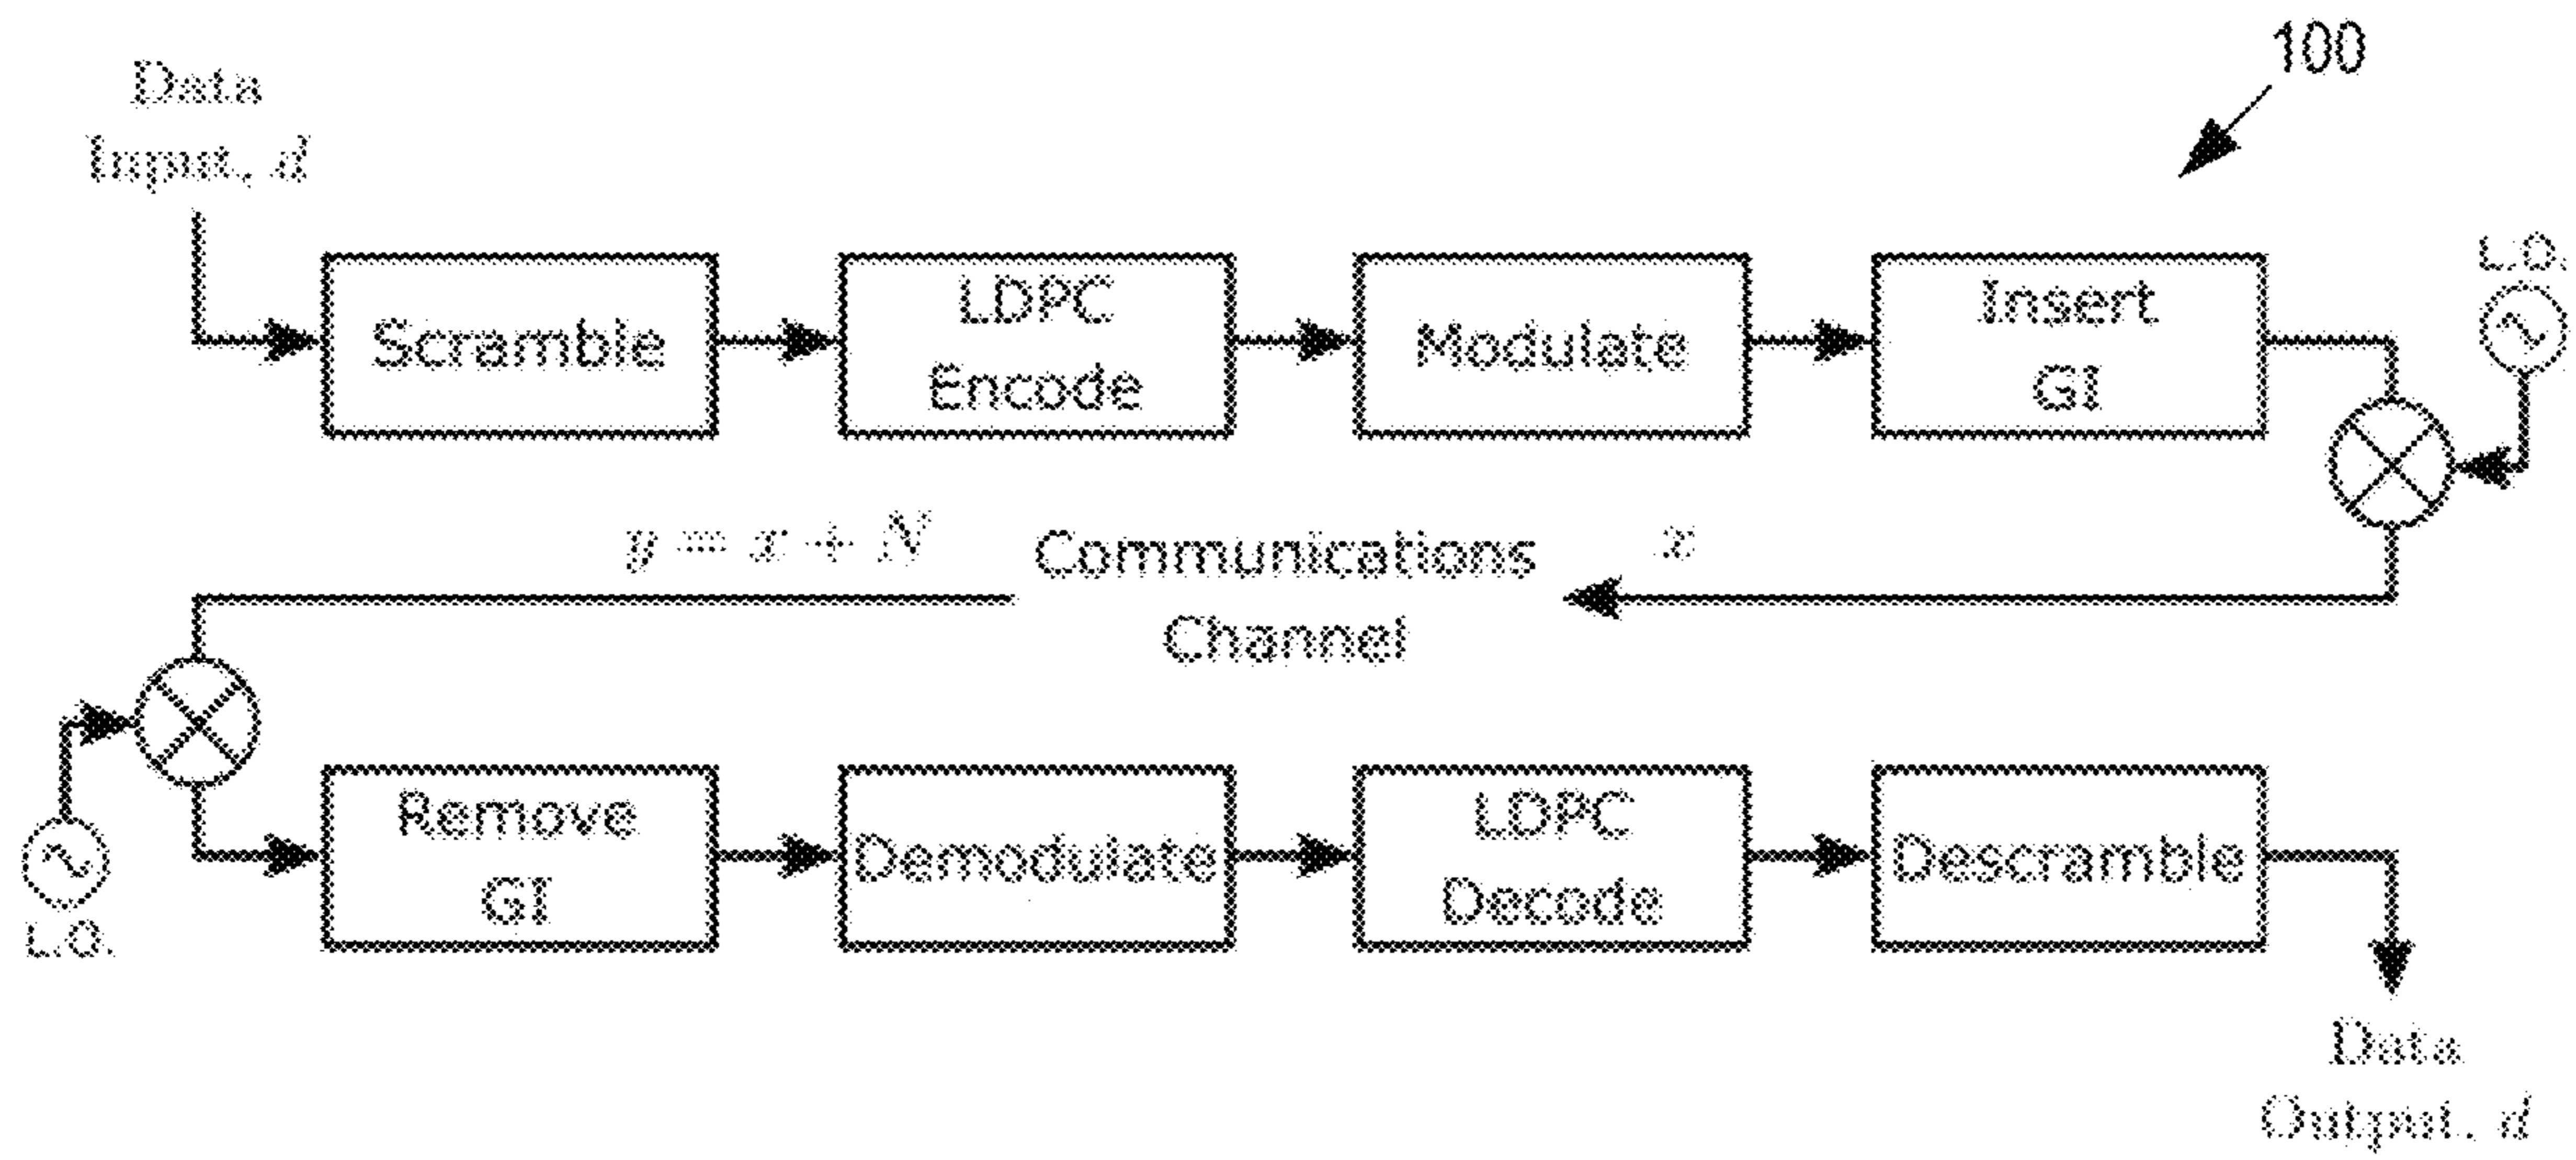 100
Data
Input, d
L.O.
Scramble
LDPC
Encode
Modulate
Insert
GI
y = x + N
Communications
Channel
x
Remove
GI
Demodulate
LDPC
Decode
Descramble
L.O.
Data
Output, d